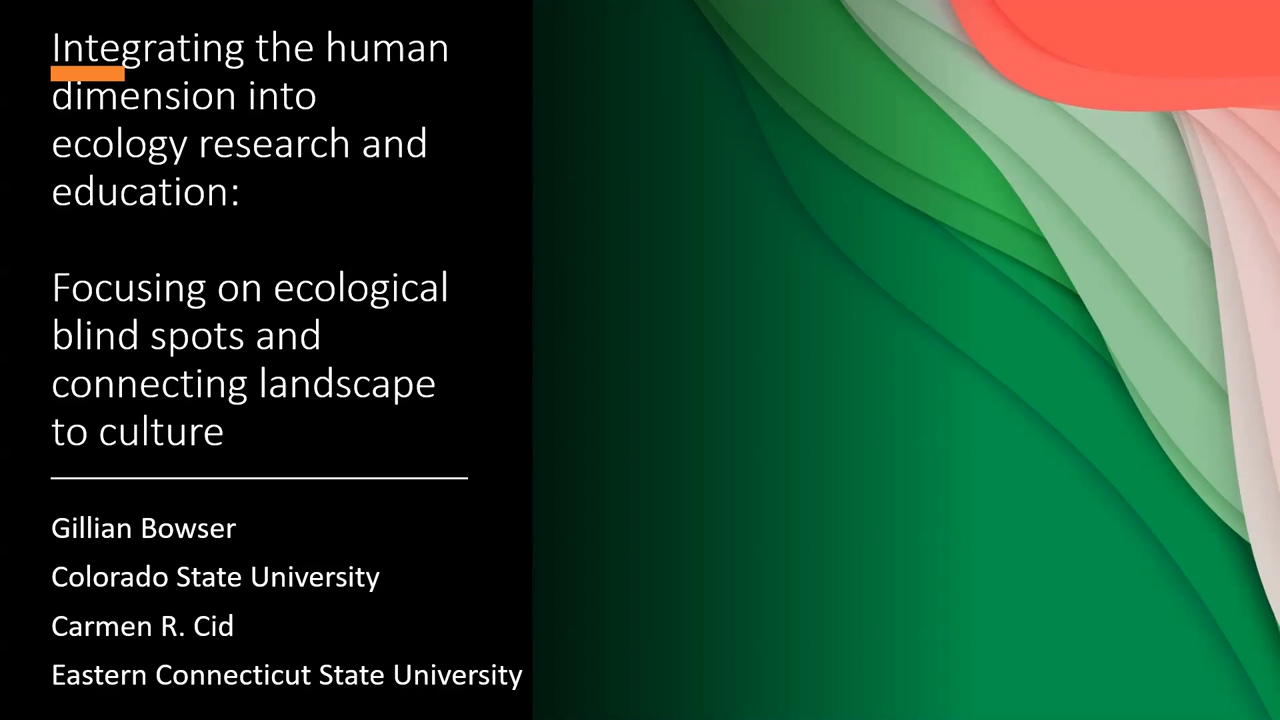 Integrating the human
dimension into
ecology research and
education:
Focusing on ecological
blind spots and
connecting landscape
to culture
Gillian Bowser
Colorado State University
Carmen R. Cid
Eastern Connecticut State University